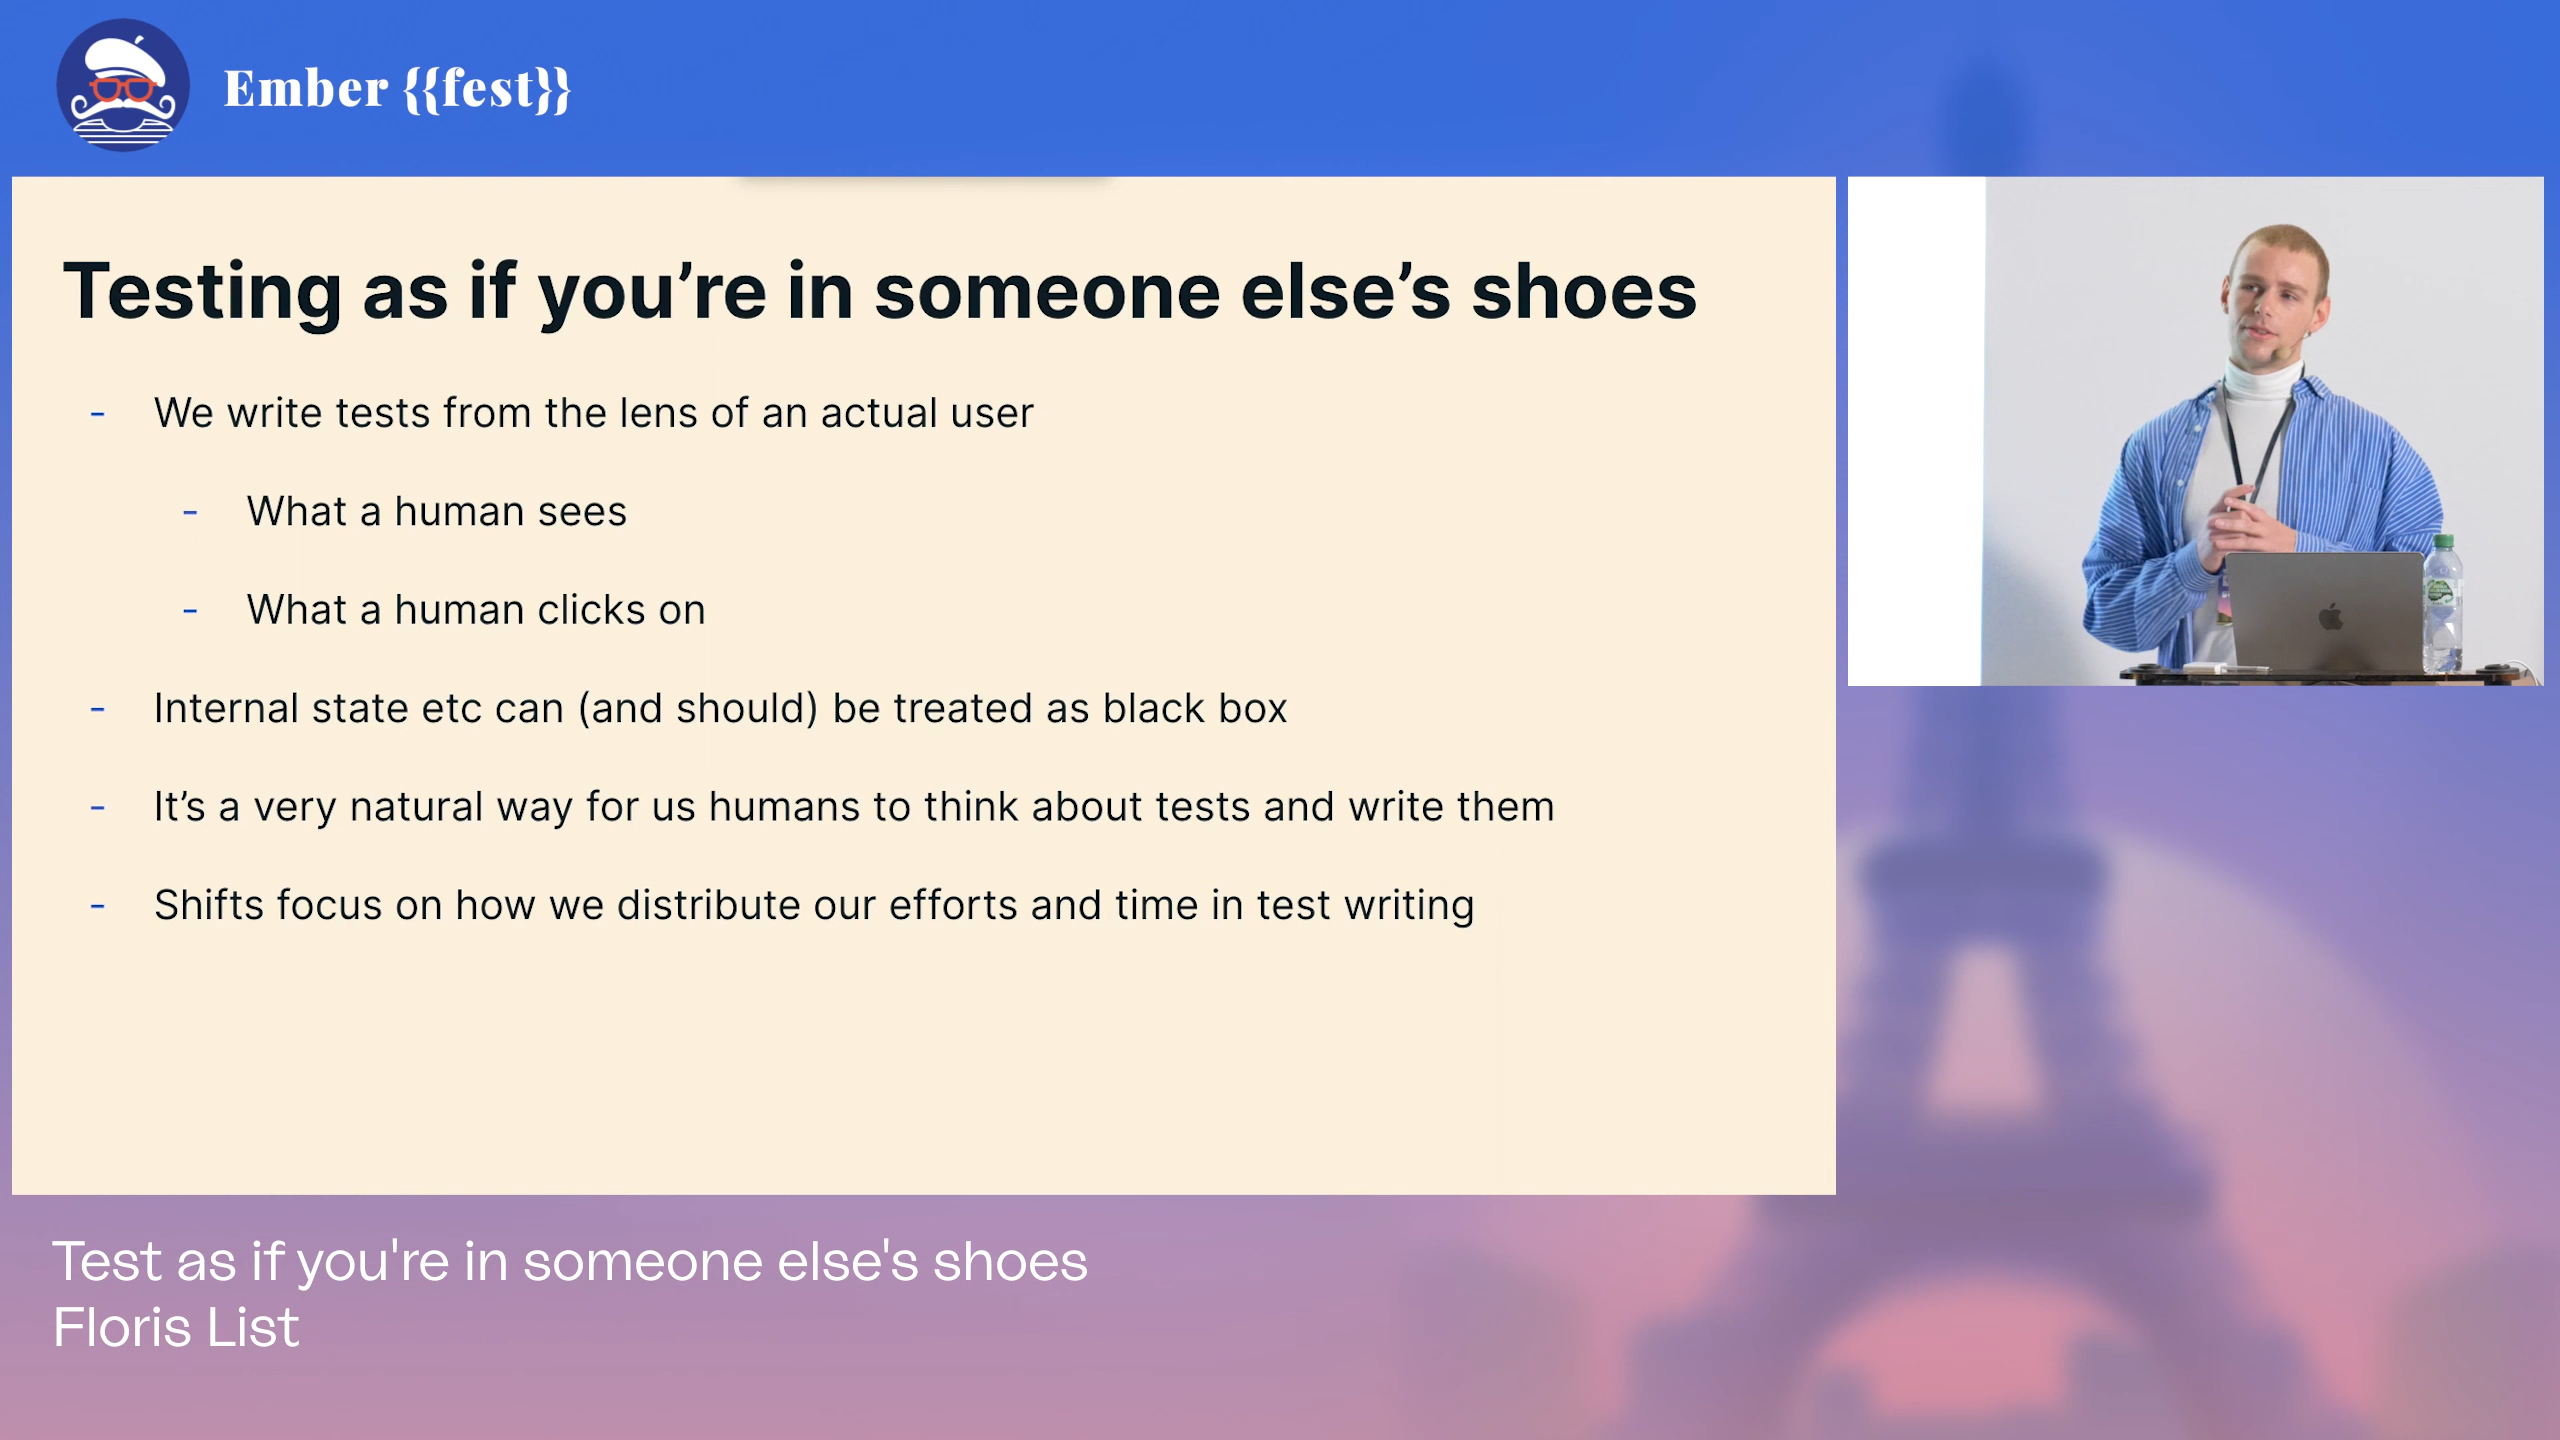 Ember {{fest}}
Testing as if you’re in someone else’s shoes
- We write tests from the lens of an actual user
- What a human sees
- What a human clicks on
- Internal state etc can (and should) be treated as black box
- It’s a very natural way for us humans to think about tests and write them
- Shifts focus on how we distribute our efforts and time in test writing
Test as if you're in someone else's shoes
Floris List